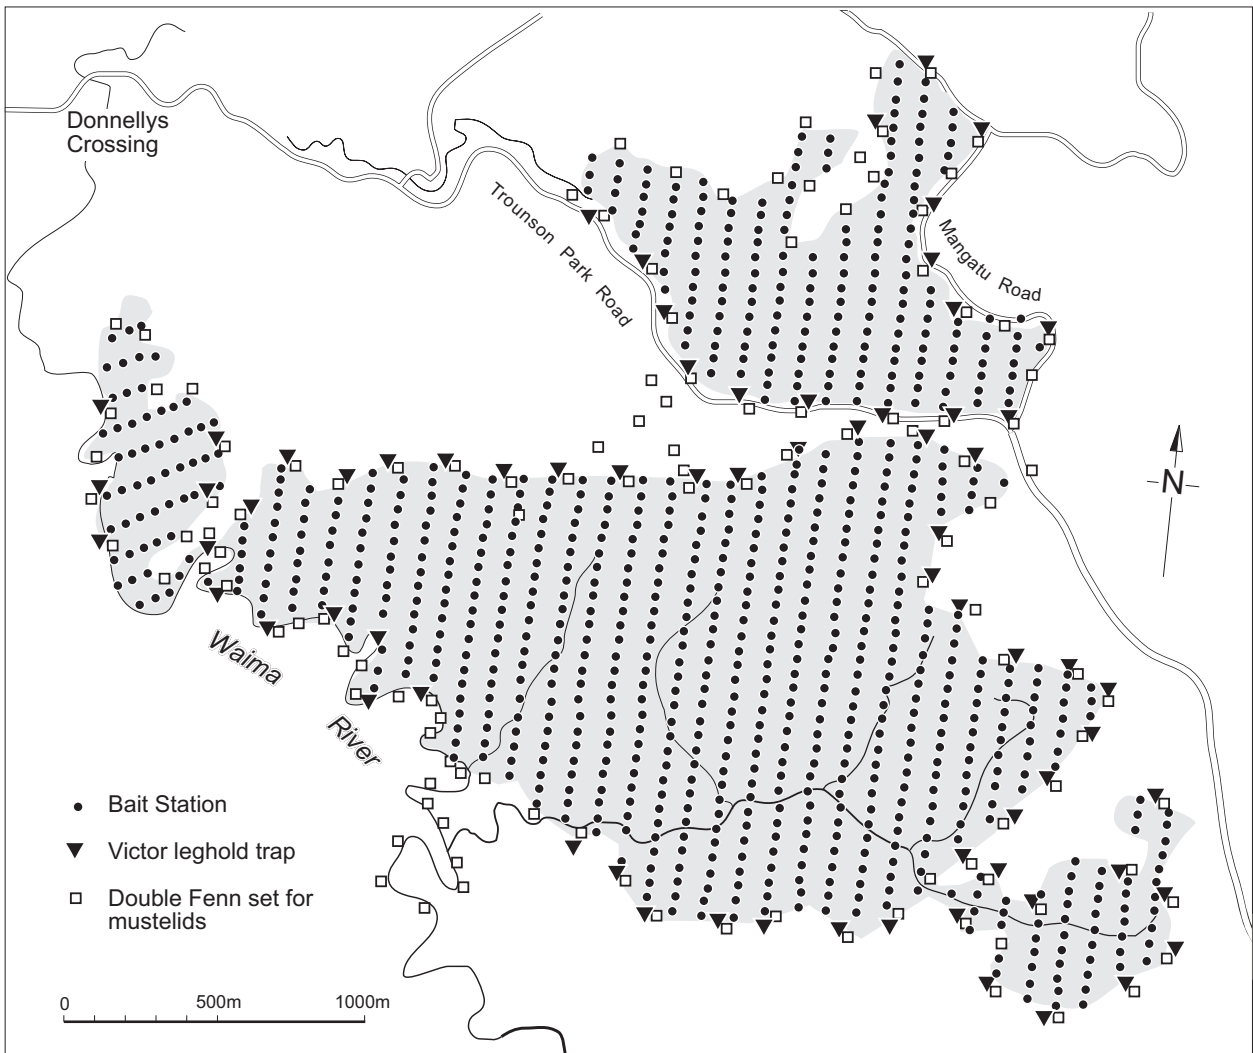 Donnellys
Crossing
Trounson Park Road
Mangatu Road
N
Waima
River
Bait Station
Victor leghold trap
Double Fenn set for
mustelids
0 500m 1000m